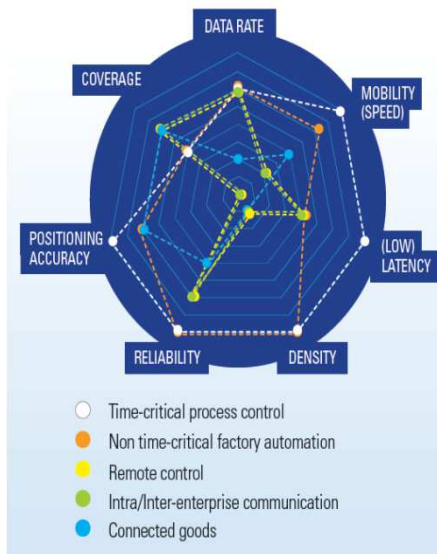 DATA RATE
COVERAGE
MOBILITY
(SPEED)
POSITIONING
ACCURACY
(LOW)
LATENCY
RELIABILITY
DENSITY
Time-critical process control
Non time-critical factory automation
Remote control
Intra/Inter-enterprise communication
Connected goods